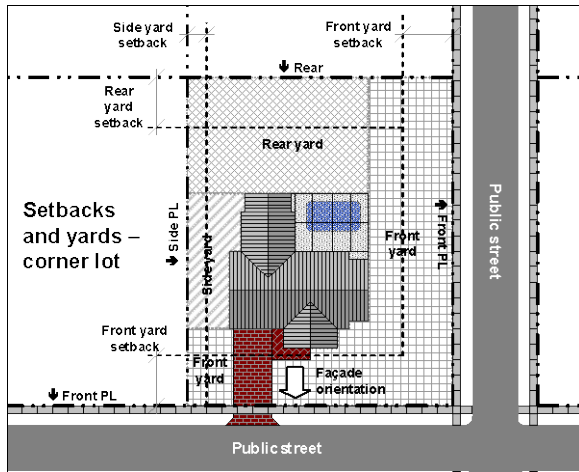 Side yard
setback
Front yard
setback
Rear
Rear
yard
setback
Rear yard
Setbacks
and yards –
corner lot
Side PL
Side yard
Front
yard
Front PL
Public street
Front yard
setback
Front
yard
Façade
orientation
Front PL
Public street